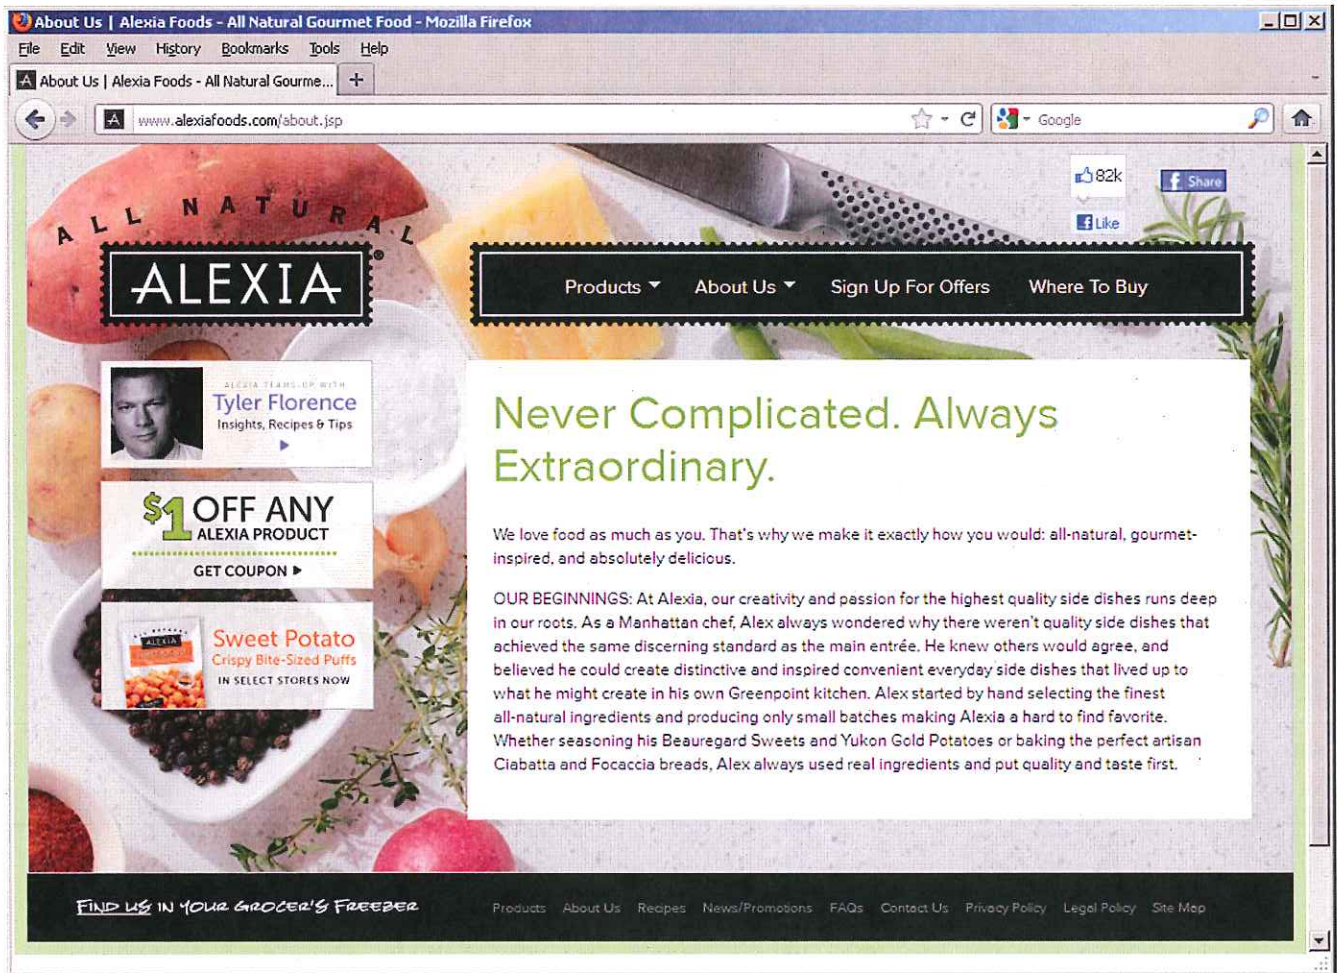 About Us | Alexia Foods - All Natural Gourmet Food - Mozilla Firefox
File Edit View History Bookmarks Tools Help
About Us | Alexia Foods - All Natural Gourme... +
www.alexiafoods.com/about.jsp
Google
82k
Share
Like
ALL NATURAL
ALEXIA®
Products About Us Sign Up For Offers Where To Buy
ALEXIA TEAMS-UP WITH
Tyler Florence
Insights, Recipes & Tips
$1 OFF ANY
ALEXIA PRODUCT
GET COUPON
ALEXIA
Sweet Potato
Crispy Bite-Sized Puffs
IN SELECT STORES NOW
Never Complicated. Always
Extraordinary.
We love food as much as you. That's why we make it exactly how you would: all-natural, gourmet-
inspired, and absolutely delicious.
OUR BEGINNINGS: At Alexia, our creativity and passion for the highest quality side dishes runs deep
in our roots. As a Manhattan chef, Alex always wondered why there weren't quality side dishes that
achieved the same discerning standard as the main entrée. He knew others would agree, and
believed he could create distinctive and inspired convenient everyday side dishes that lived up to
what he might create in his own Greenpoint kitchen. Alex started by hand selecting the finest
all-natural ingredients and producing only small batches making Alexia a hard to find favorite.
Whether seasoning his Beauregard Sweets and Yukon Gold Potatoes or baking the perfect artisan
Ciabatta and Focaccia breads, Alex always used real ingredients and put quality and taste first.
FIND US IN YOUR GROCER'S FREEZER
Products About Us Recipes News/Promotions FAQs Contact Us Privacy Policy Legal Policy Site Map